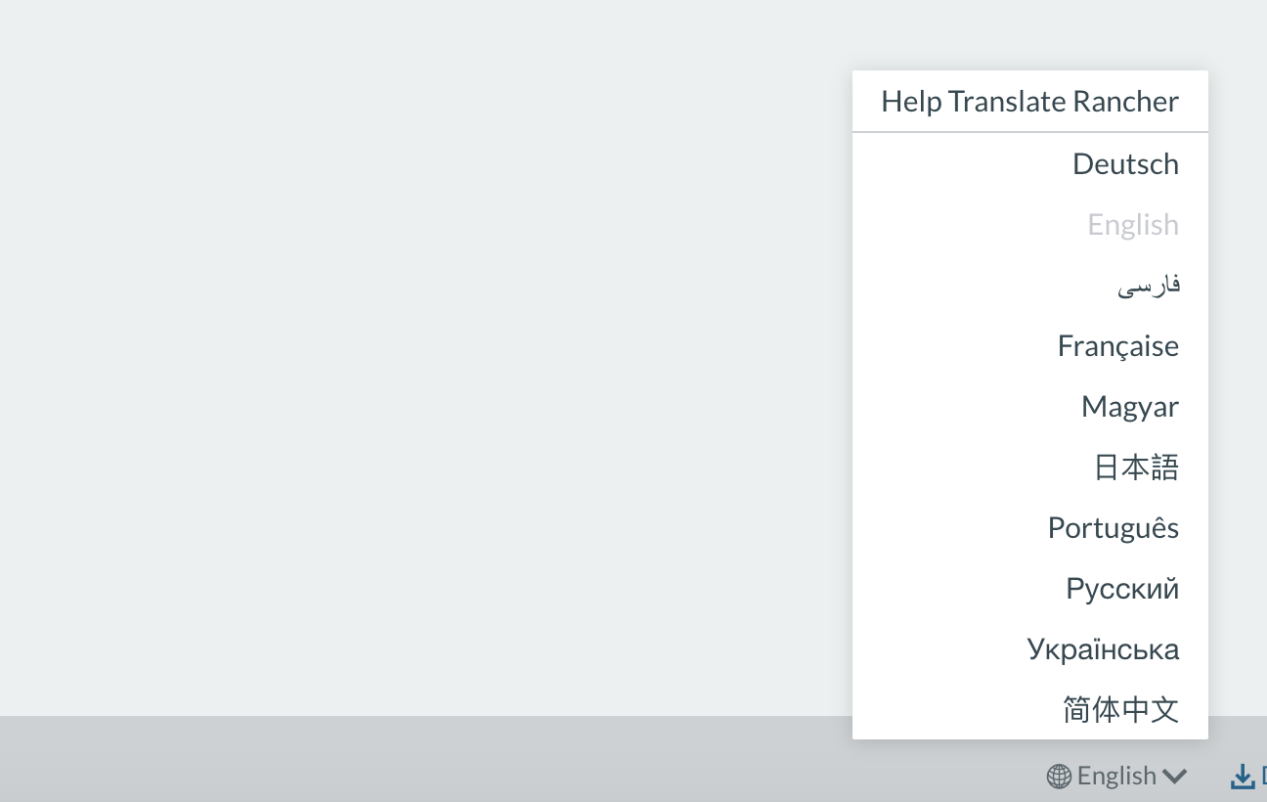 Help Translate Rancher
Deutsch
English
فارسی
Française
Magyar
日本語
Português
Русский
Українська
简体中文
English